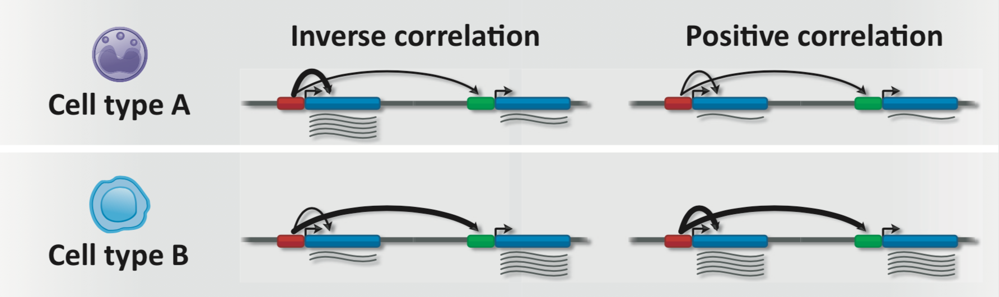 Inverse correlation
Positive correlation
Cell type A
Cell type B